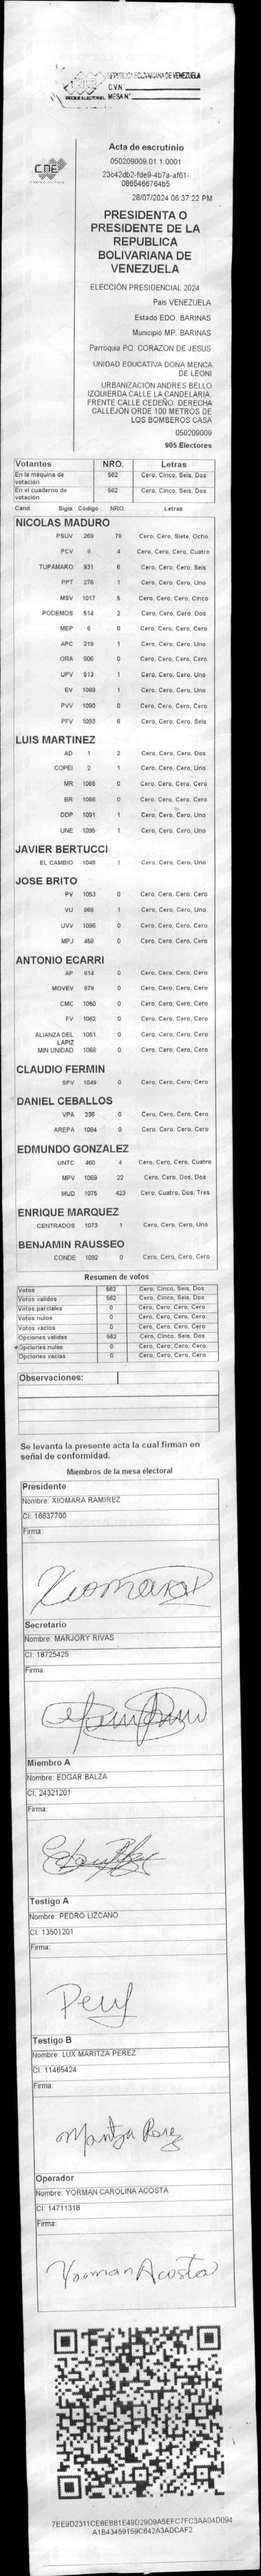 REPUBLICA BOLIVARIANA DE VENEZUELA
C.V.N.
PODER ELECTORAL MESA N°
CNE
Acta de escrutinio
050209009.01.1.0001
23c42db2-fde9-4b7a-af61-
0865466764b5
28/07/2024 06:37:22 PM
PRESIDENTA O
PRESIDENTE DE LA
REPUBLICA
BOLIVARIANA DE
VENEZUELA
ELECCIÓN PRESIDENCIAL 2024
Pais VENEZUELA
Estado EDO. BARINAS
Municipio MP. BARINAS
Parroquia PQ. CORAZON DE JESUS
UNIDAD EDUCATIVA DOÑA MENCA
DE LEONI
URBANIZACION ANDRES BELLO
IZQUIERDA CALLE LA CANDELARIA.
FRENTE CALLE CEDEÑO. DERECHA
CALLEJÓN ORDE 100 METROS DE
LOS BOMBEROS CASA
050209009
905 Electores
Votantes NRO. Letras
En la máquina de votación 562 Cero, Cinco, Seis, Dos
En el cuaderno de votación 562 Cero, Cinco, Seis, Dos
Cand. Sigla Código NRO. Letras
NICOLAS MADURO
PSUV 269 78 Cero, Cero, Siete, Ocho
PCV 9 4 Cero, Cero, Cero, Cuatro
TUPAMARO 931 6 Cero, Cero, Cero, Seis
PPT 276 1 Cero, Cero, Cero, Uno
MSV 1017 5 Cero, Cero, Cero, Cinco
PODEMOS 514 2 Cero, Cero, Cero, Dos
MEP 6 0 Cero, Cero, Cero, Cero
APC 219 1 Cero, Cero, Cero, Uno
ORA 906 0 Cero, Cero, Cero, Cero
UPV 513 1 Cero, Cero, Cero, Uno
EV 1089 1 Cero, Cero, Cero, Uno
PVV 1090 0 Cero, Cero, Cero, Cero
PFV 1093 6 Cero, Cero, Cero, Seis
LUIS MARTINEZ
AD 1 2 Cero, Cero, Cero, Dos
COPEI 2 1 Cero, Cero, Cero, Uno
MR 1065 0 Cero, Cero, Cero, Cero
BR 1066 0 Cero, Cero, Cero, Cero
DDP 1091 1 Cero, Cero, Cero, Uno
UNE 1095 1 Cero, Cero, Cero, Uno
JAVIER BERTUCCI
EL CAMBIO 1048 1 Cero, Cero, Cero, Uno
JOSE BRITO
PV 1053 0 Cero, Cero, Cero, Cero
VU 868 1 Cero, Cero, Cero, Uno
UVV 1096 0 Cero, Cero, Cero, Cero
MPJ 458 0 Cero, Cero, Cero, Cero
ANTONIO ECARRI
AP 814 0 Cero, Cero, Cero, Cero
MOVEV 879 0 Cero, Cero, Cero, Cero
CMC 1050 0 Cero, Cero, Cero, Cero
FV 1062 0 Cero, Cero, Cero, Cero
ALIANZA DEL LAPIZ 1051 0 Cero, Cero, Cero, Cero
MIN UNIDAD 1068 0 Cero, Cero, Cero, Cero
CLAUDIO FERMIN
SPV 1049 0 Cero, Cero, Cero, Cero
DANIEL CEBALLOS
VPA 236 0 Cero, Cero, Cero, Cero
AREPA 1094 0 Cero, Cero, Cero, Cero
EDMUNDO GONZALEZ
UNTC 460 4 Cero, Cero, Cero, Cuatro
MPV 1069 22 Cero, Cero, Dos, Dos
MUD 1075 423 Cero, Cuatro, Dos, Tres
ENRIQUE MARQUEZ
CENTRADOS 1073 1 Cero, Cero, Cero, Uno
BENJAMIN RAUSSEO
CONDE 1092 0 Cero, Cero, Cero, Cero
Resumen de votos
Votos 562 Cero, Cinco, Seis, Dos
Votos validos 562 Cero, Cinco, Seis, Dos
Votos parciales 0 Cero, Cero, Cero, Cero
Votos nulos 0 Cero, Cero, Cero, Cero
Votos vacios 0 Cero, Cero, Cero, Cero
Opciones validas 562 Cero, Cinco, Seis, Dos
Opciones nulas 0 Cero, Cero, Cero, Cero
Opciones vacias 0 Cero, Cero, Cero, Cero
Observaciones:
Se levanta la presente acta la cual firman en
señal de conformidad.
Miembros de la mesa electoral
Presidente
Nombre: XIOMARA RAMIREZ
CI: 16637700
Firma:
Xiomara R
Secretario
Nombre: MARJORY RIVAS
CI: 18725425
Firma:
Miembro A
Nombre: EDGAR BALZA
CI: 24321201
Firma:
Testigo A
Nombre: PEDRO LIZCANO
CI: 13501201
Firma:
Testigo B
Nombre: LUX MARITZA PEREZ
CI: 11465424
Firma:
Maritza Perez
Operador
Nombre: YORMAN CAROLINA ACOSTA
CI: 14711318
Firma:
Yorman Acosta
7EE9D2311CE8EB81E49D29D9A5EFC7FC3AA04D094
A1B43459159C642A3ADCAF2